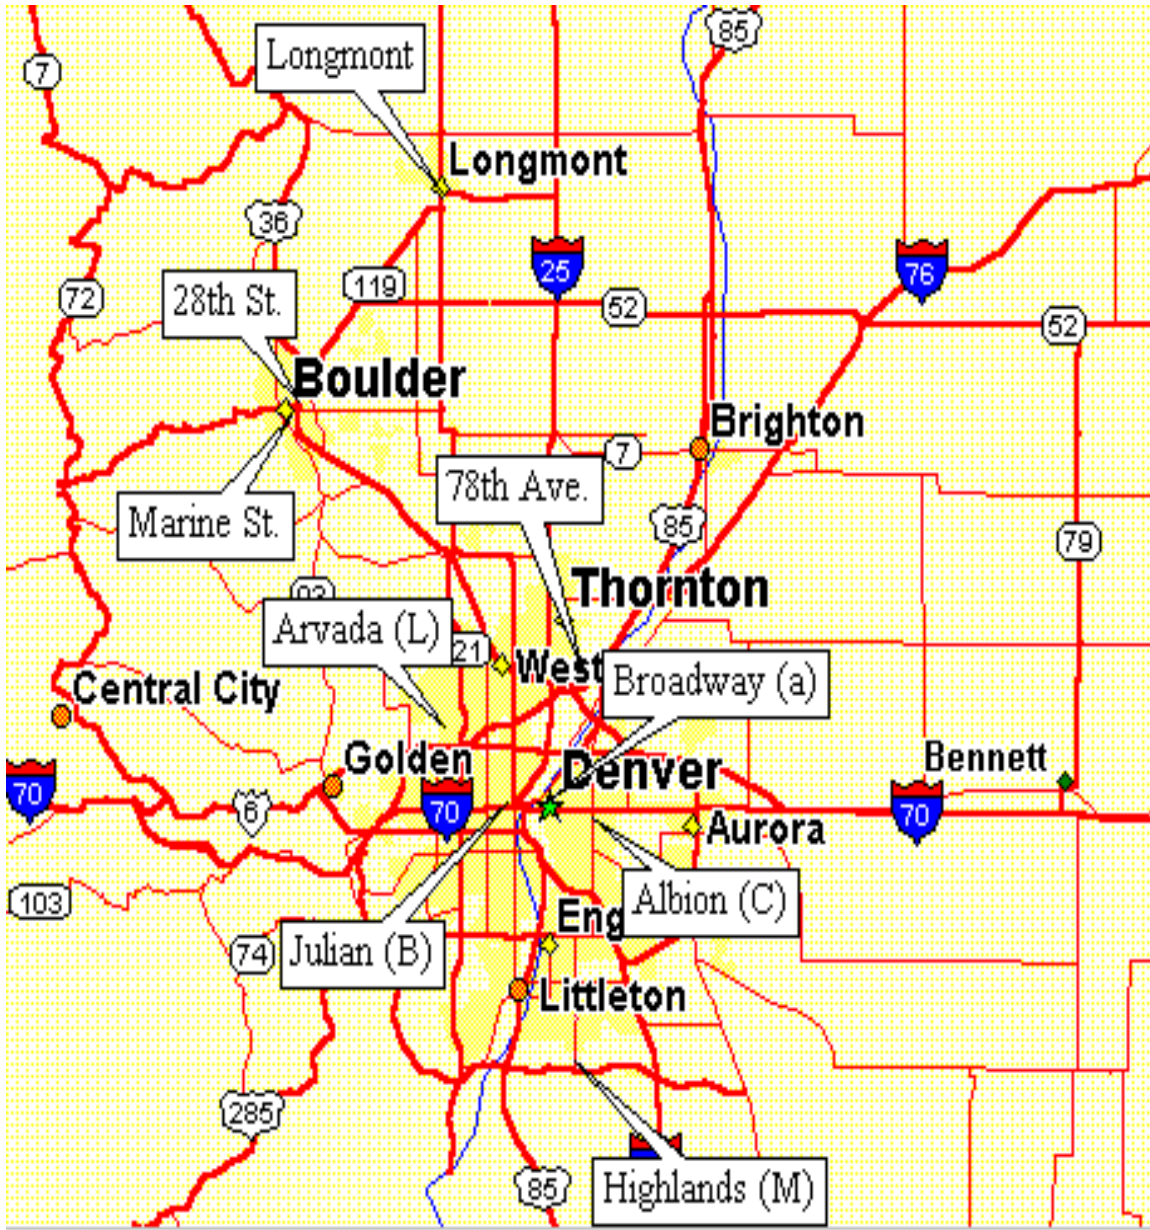 85
7
Longmont
Longmont
36
25
76
72
28th St.
119
52
52
Boulder
Brighton
7
78th Ave.
Marine St.
85
79
Thornton
93
Arvada (L)
21
West
Broadway (a)
Central City
Golden
Denver
Bennett
70
6
70
70
Aurora
103
Albion (C)
Eng
Julian (B)
74
Littleton
285
Highlands (M)
85